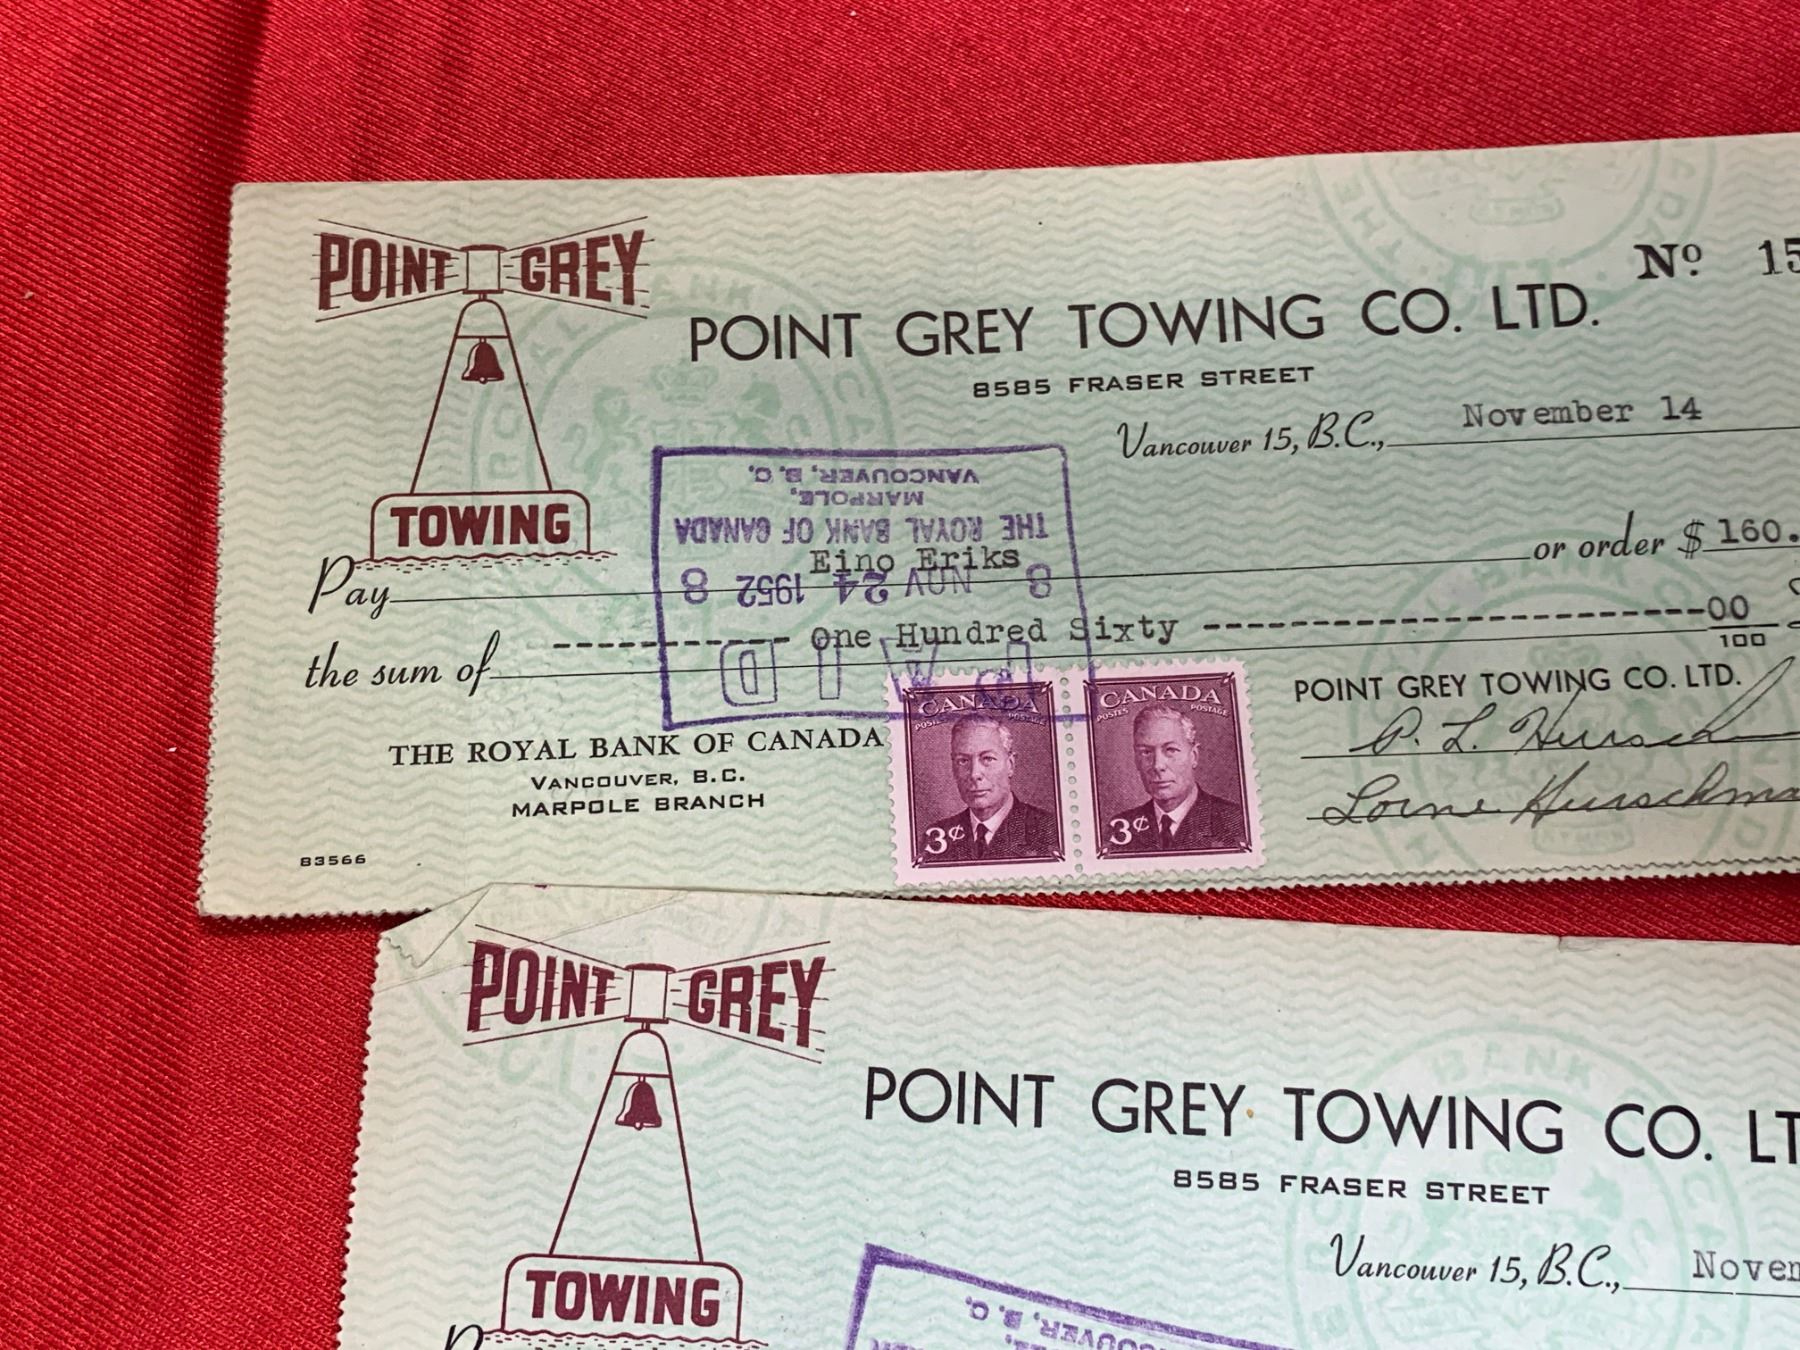 POINT GREY
TOWING
Nº 15
POINT GREY TOWING CO. LTD.
8585 FRASER STREET
Vancouver 15, B.C., November 14
VANCOUVER, B. C.
MARPOLE,
THE ROYAL BANK OF CANADA
8 NOV 24 1952 8
PAID
Pay Eino Eriks or order $ 160.
the sum of ---------- One Hundred Sixty --------------------00
100
POINT GREY TOWING CO. LTD.
THE ROYAL BANK OF CANADA
VANCOUVER, B.C.
MARPOLE BRANCH
83566
CANADA
POSTES POSTAGE
3¢
CANADA
POSTES POSTAGE
3¢
Lorne
POINT GREY
TOWING
POINT GREY TOWING CO. LT
8585 FRASER STREET
Vancouver 15, B.C., Novem